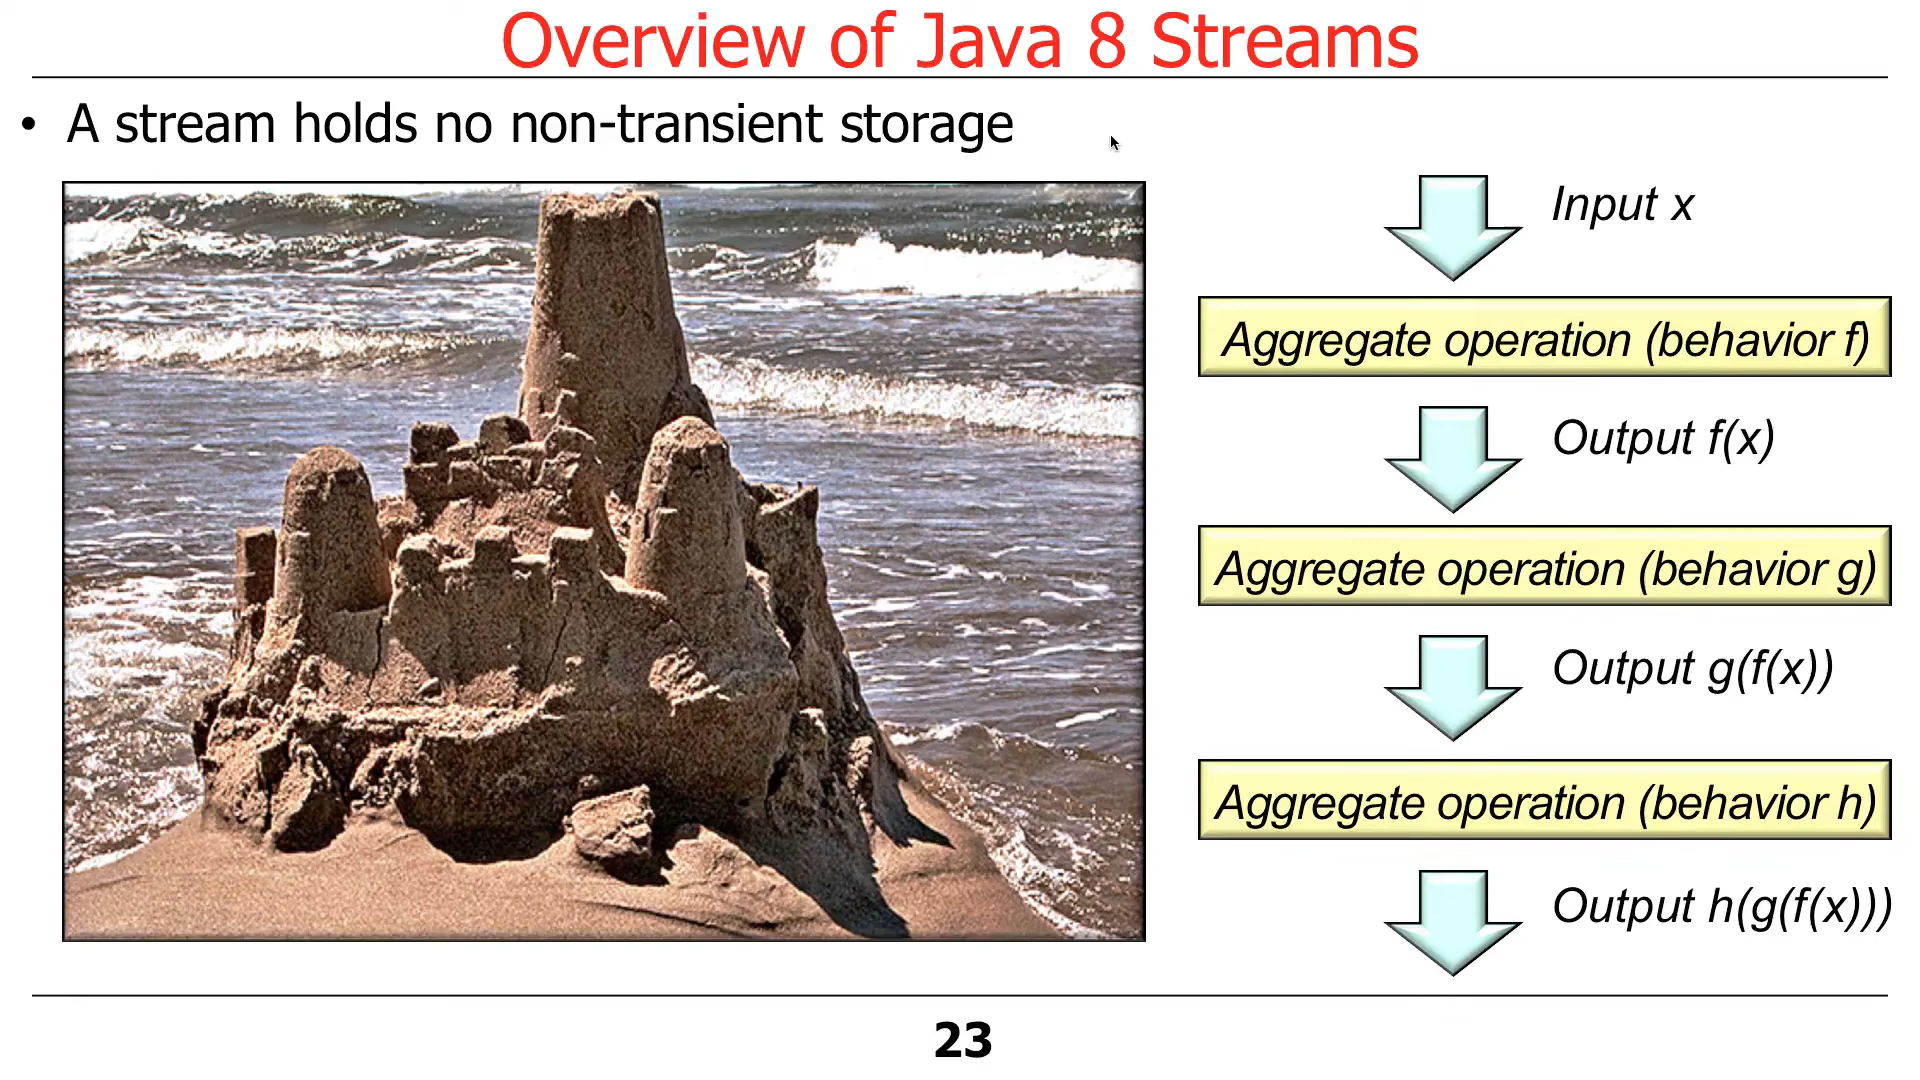 Overview of Java 8 Streams
• A stream holds no non-transient storage
Input x
Aggregate operation (behavior f)
Output f(x)
Aggregate operation (behavior g)
Output g(f(x))
Aggregate operation (behavior h)
Output h(g(f(x)))
23